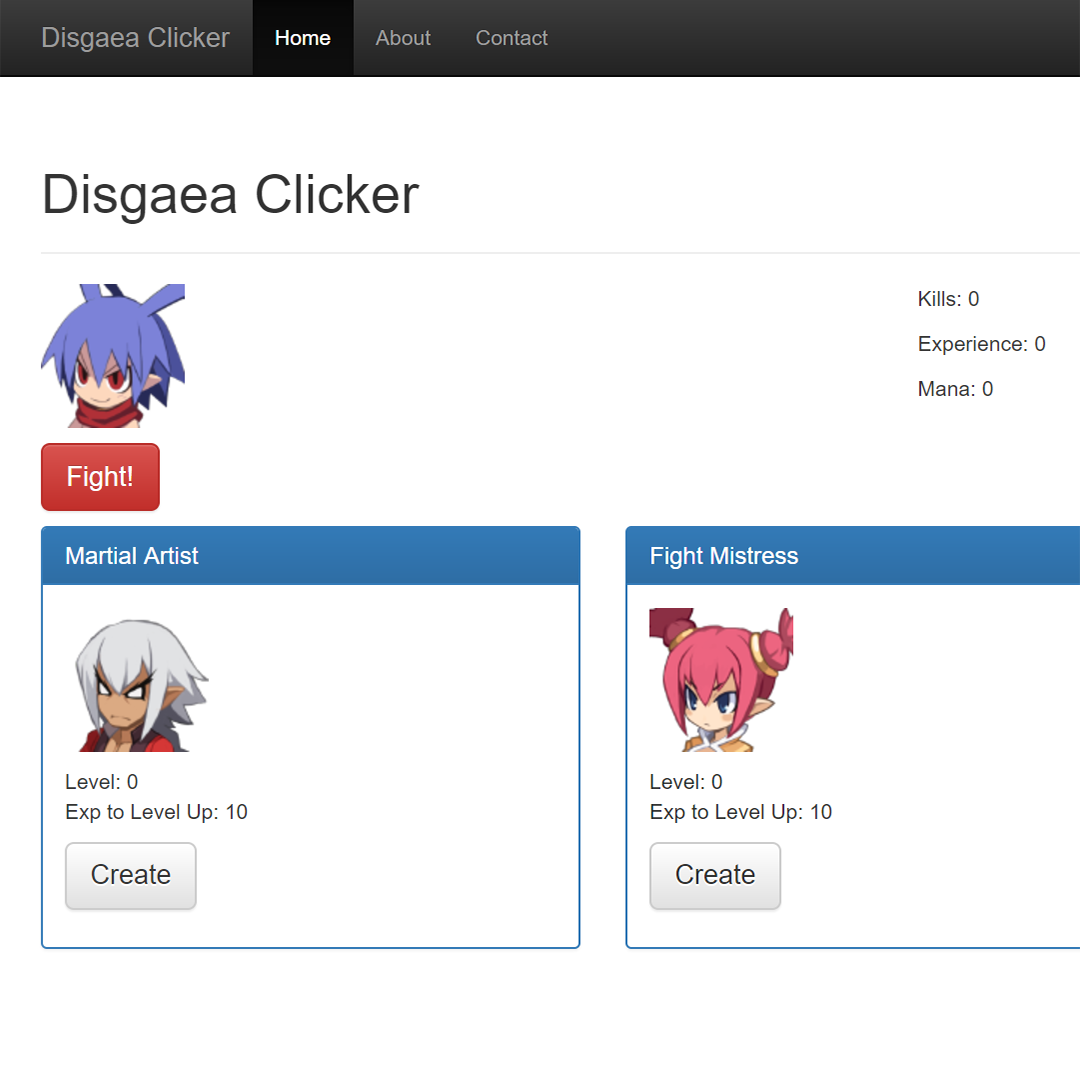 Disgaea Clicker Home About Contact
Disgaea Clicker
Kills: 0
Experience: 0
Mana: 0
Fight!
Martial Artist
Level: 0
Exp to Level Up: 10
Create
Fight Mistress
Level: 0
Exp to Level Up: 10
Create